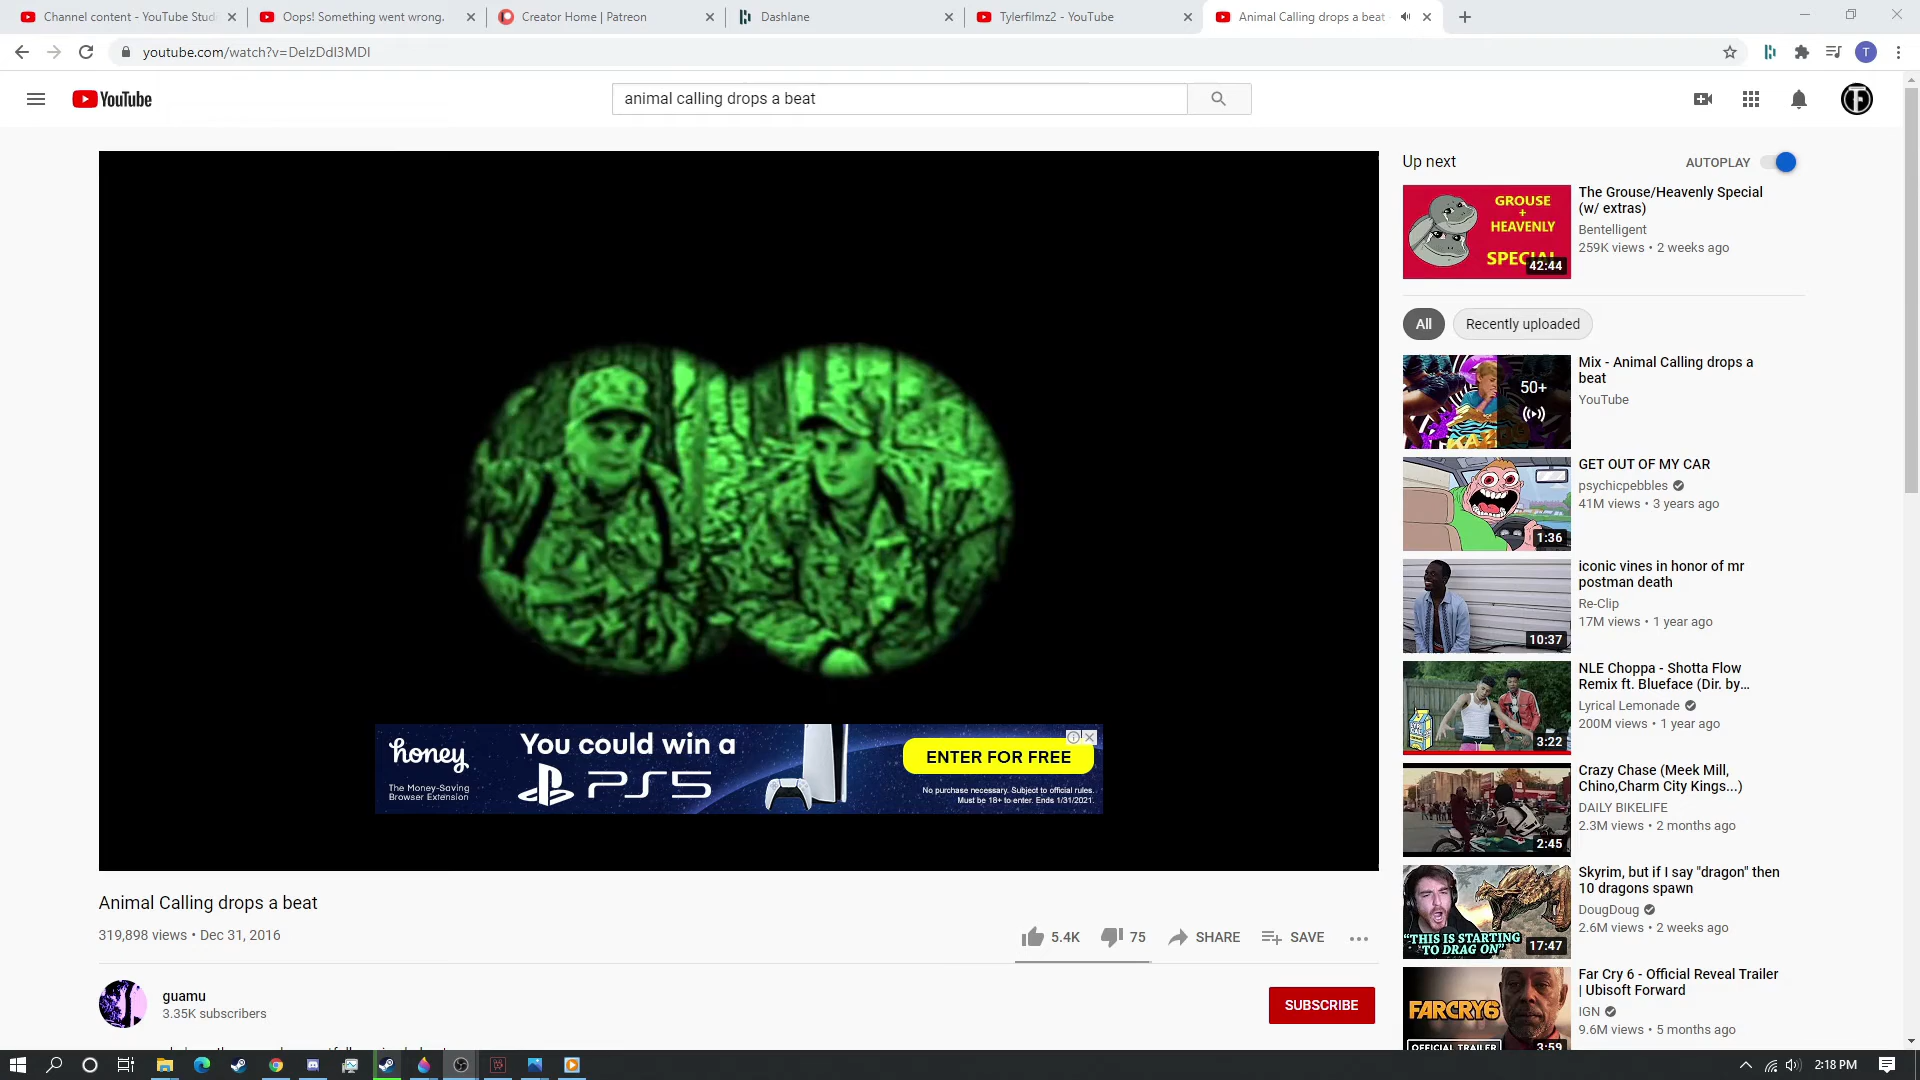 Channel content - YouTube Stud
Oops! Something went wrong.
Creator Home | Patreon
Dashlane
Tylerfilmz2 - YouTube
Animal Calling drops a beat
youtube.com/watch?v=DelzDdI3MDI
T
YouTube
animal calling drops a beat
Up next
AUTOPLAY
GROUSE
+
HEAVENLY
SPECIAL
42:44
The Grouse/Heavenly Special
(w/ extras)
Bentelligent
259K views • 2 weeks ago
All
Recently uploaded
50+
Mix - Animal Calling drops a
beat
YouTube
1:36
GET OUT OF MY CAR
psychicpebbles
41M views • 3 years ago
10:37
iconic vines in honor of mr
postman death
Re-Clip
17M views • 1 year ago
3:22
NLE Choppa - Shotta Flow
Remix ft. Blueface (Dir. by...
Lyrical Lemonade
200M views • 1 year ago
2:45
Crazy Chase (Meek Mill,
Chino,Charm City Kings...)
DAILY BIKELIFE
2.3M views • 2 months ago
"THIS IS STARTING
TO DRAG ON"
17:47
Skyrim, but if I say "dragon" then
10 dragons spawn
DougDoug
2.6M views • 2 weeks ago
FARCRY6
OFFICIAL TRAILER
3:59
Far Cry 6 - Official Reveal Trailer
| Ubisoft Forward
IGN
9.6M views • 5 months ago
honey
The Money-Saving
Browser Extension
You could win a
PS5
ENTER FOR FREE
No purchase necessary. Subject to official rules.
Must be 18+ to enter. Ends 1/31/2021.
Animal Calling drops a beat
319,898 views • Dec 31, 2016
5.4K
75
SHARE
SAVE
guamu
3.35K subscribers
SUBSCRIBE
2:18 PM